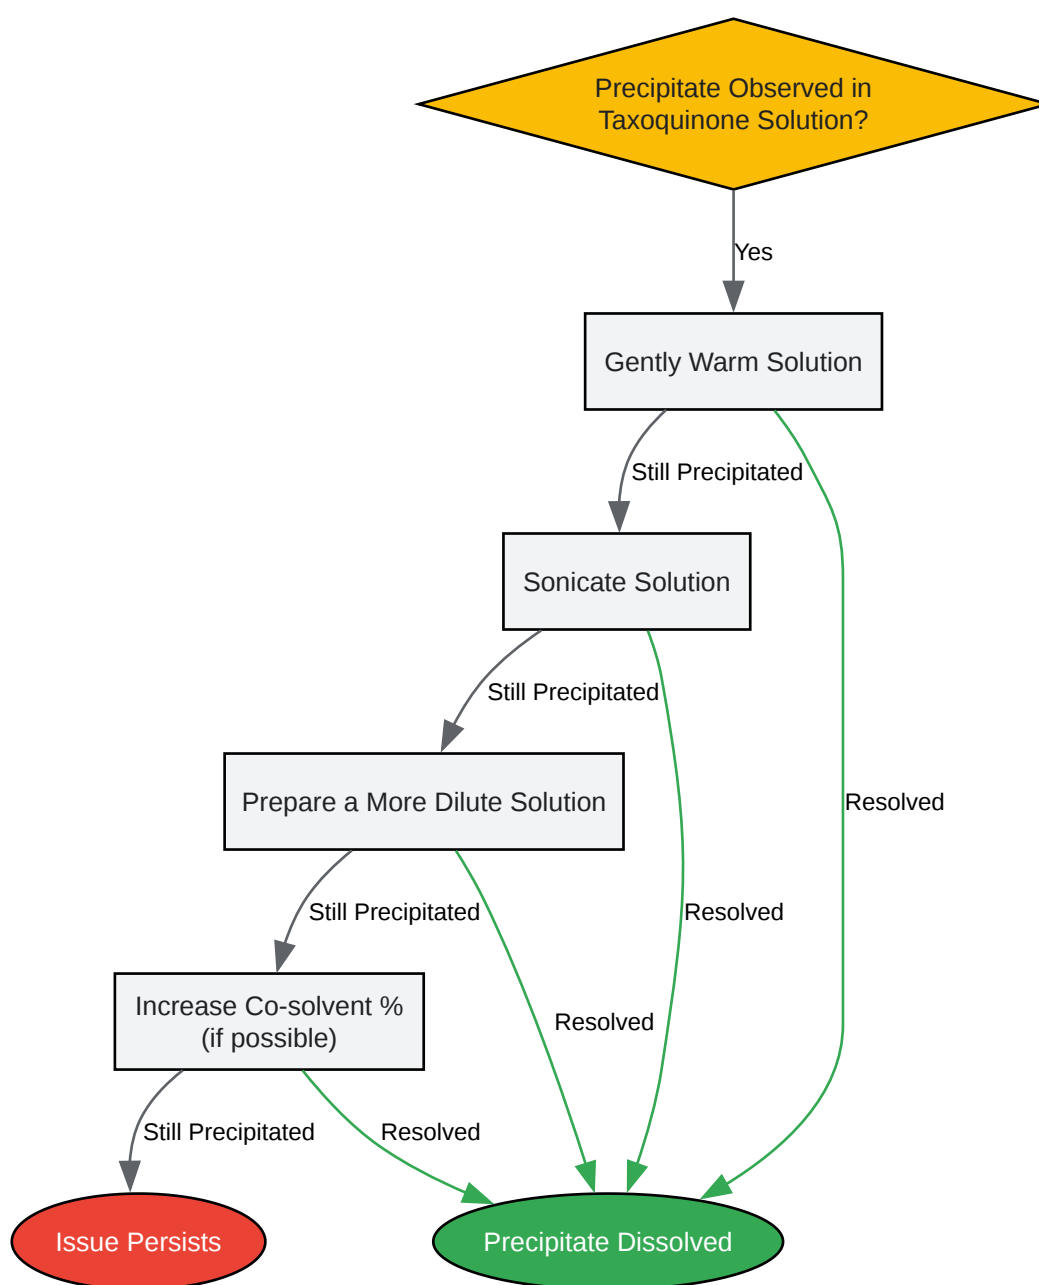 Precipitate Observed in
Taxoquinone Solution?
Yes
Gently Warm Solution
Still Precipitated
Sonicate Solution
Still Precipitated
Prepare a More Dilute Solution
Resolved
Still Precipitated
Resolved
Increase Co-solvent %
(if possible)
Resolved
Still Precipitated
Resolved
Issue Persists
Precipitate Dissolved